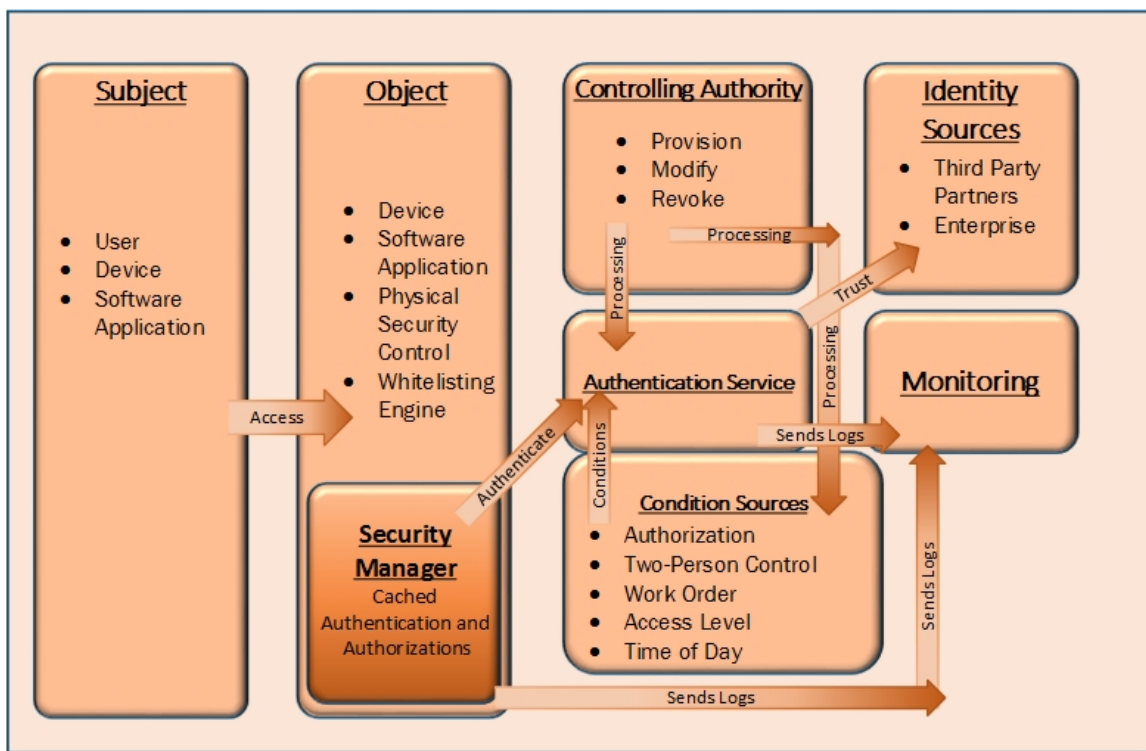 Subject
• User
• Device
• Software
Application
Access
Object
• Device
• Software
Application
• Physical
Security
Control
• Whitelisting
Engine
Security
Manager
Cached
Authentication and
Authorizations
Authenticate
Controlling Authority
• Provision
• Modify
• Revoke
Processing
Processing
Processing
Authentication Service
Conditions
Condition Sources
• Authorization
• Two-Person Control
• Work Order
• Access Level
• Time of Day
Identity
Sources
• Third Party
Partners
• Enterprise
Trust
Monitoring
Sends Logs
Sends Logs
Sends Logs